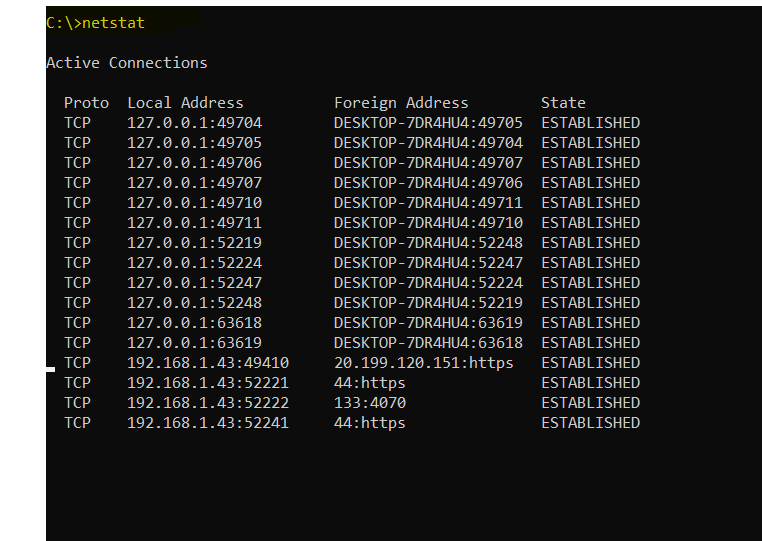 C:\>netstat
Active Connections
Proto  Local Address          Foreign Address        State
TCP    127.0.0.1:49704        DESKTOP-7DR4HU4:49705  ESTABLISHED
TCP    127.0.0.1:49705        DESKTOP-7DR4HU4:49704  ESTABLISHED
TCP    127.0.0.1:49706        DESKTOP-7DR4HU4:49707  ESTABLISHED
TCP    127.0.0.1:49707        DESKTOP-7DR4HU4:49706  ESTABLISHED
TCP    127.0.0.1:49710        DESKTOP-7DR4HU4:49711  ESTABLISHED
TCP    127.0.0.1:49711        DESKTOP-7DR4HU4:49710  ESTABLISHED
TCP    127.0.0.1:52219        DESKTOP-7DR4HU4:52248  ESTABLISHED
TCP    127.0.0.1:52224        DESKTOP-7DR4HU4:52247  ESTABLISHED
TCP    127.0.0.1:52247        DESKTOP-7DR4HU4:52224  ESTABLISHED
TCP    127.0.0.1:52248        DESKTOP-7DR4HU4:52219  ESTABLISHED
TCP    127.0.0.1:63618        DESKTOP-7DR4HU4:63619  ESTABLISHED
TCP    127.0.0.1:63619        DESKTOP-7DR4HU4:63618  ESTABLISHED
TCP    192.168.1.43:49410     20.199.120.151:https   ESTABLISHED
TCP    192.168.1.43:52221     44:https               ESTABLISHED
TCP    192.168.1.43:52222     133:4070               ESTABLISHED
TCP    192.168.1.43:52241     44:https               ESTABLISHED